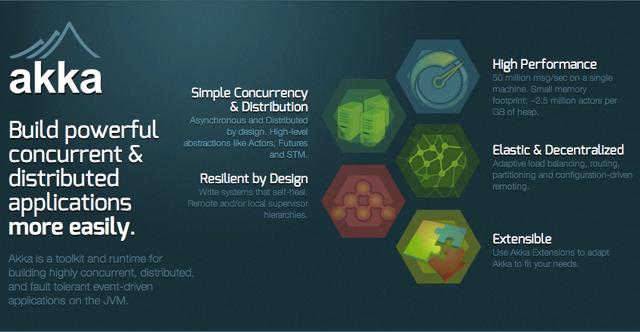 akka
Build powerful
concurrent &
distributed
applications
more easily.
Akka is a toolkit and runtime for
building highly concurrent, distributed,
and fault tolerant event-driven
applications on the JVM.
Simple Concurrency
& Distribution
Asynchronous and Distributed
by design. High-level
abstractions like Actors, Futures
and STM.
Resilient by Design
Write systems that self-heal.
Remote and/or local supervisor
hierarchies.
High Performance
50 million msg/sec on a single
machine. Small memory
footprint; ~2.5 million actors per
GB of heap.
Elastic & Decentralized
Adaptive load balancing, routing,
partitioning and configuration-driven
remoting.
Extensible
Use Akka Extensions to adapt
Akka to fit your needs.